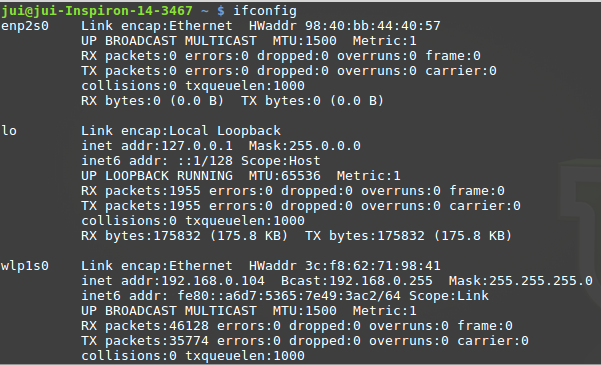 jui@jui-Inspiron-14-3467 ~ $ ifconfig
enp2s0    Link encap:Ethernet  HWaddr 98:40:bb:44:40:57
          UP BROADCAST MULTICAST  MTU:1500  Metric:1
          RX packets:0 errors:0 dropped:0 overruns:0 frame:0
          TX packets:0 errors:0 dropped:0 overruns:0 carrier:0
          collisions:0 txqueuelen:1000
          RX bytes:0 (0.0 B)  TX bytes:0 (0.0 B)

lo        Link encap:Local Loopback
          inet addr:127.0.0.1  Mask:255.0.0.0
          inet6 addr: ::1/128 Scope:Host
          UP LOOPBACK RUNNING  MTU:65536  Metric:1
          RX packets:1955 errors:0 dropped:0 overruns:0 frame:0
          TX packets:1955 errors:0 dropped:0 overruns:0 carrier:0
          collisions:0 txqueuelen:1000
          RX bytes:175832 (175.8 KB)  TX bytes:175832 (175.8 KB)

wlp1s0    Link encap:Ethernet  HWaddr 3c:f8:62:71:98:41
          inet addr:192.168.0.104  Bcast:192.168.0.255  Mask:255.255.255.0
          inet6 addr: fe80::a6d7:5365:7e49:3ac2/64 Scope:Link
          UP BROADCAST MULTICAST  MTU:1500  Metric:1
          RX packets:46128 errors:0 dropped:0 overruns:0 frame:0
          TX packets:35774 errors:0 dropped:0 overruns:0 carrier:0
          collisions:0 txqueuelen:1000